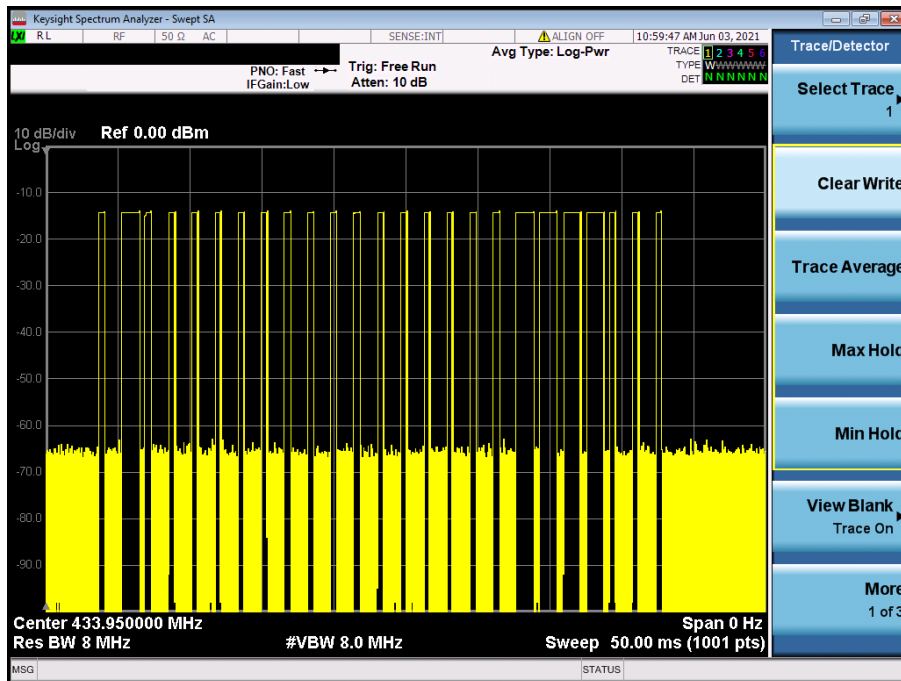 Keysight Spectrum Analyzer - Swept SA
LXI RL RF 50 Ω AC SENSE:INT ALIGN OFF 10:59:47 AM Jun 03, 2021
Avg Type: Log-Pwr
TRACE 1 2 3 4 5 6
TYPE WWWWWW
DET N N N N N N
PNO: Fast
IFGain:Low
Trig: Free Run
Atten: 10 dB
10 dB/div
Log
Ref 0.00 dBm
-10.0
-20.0
-30.0
-40.0
-50.0
-60.0
-70.0
-80.0
-90.0
Center 433.950000 MHz
Span 0 Hz
Res BW 8 MHz
#VBW 8.0 MHz
Sweep 50.00 ms (1001 pts)
MSG
STATUS
Trace/Detector
Select Trace
1
Clear Write
Trace Average
Max Hold
Min Hold
View Blank
Trace On
More
1 of 3